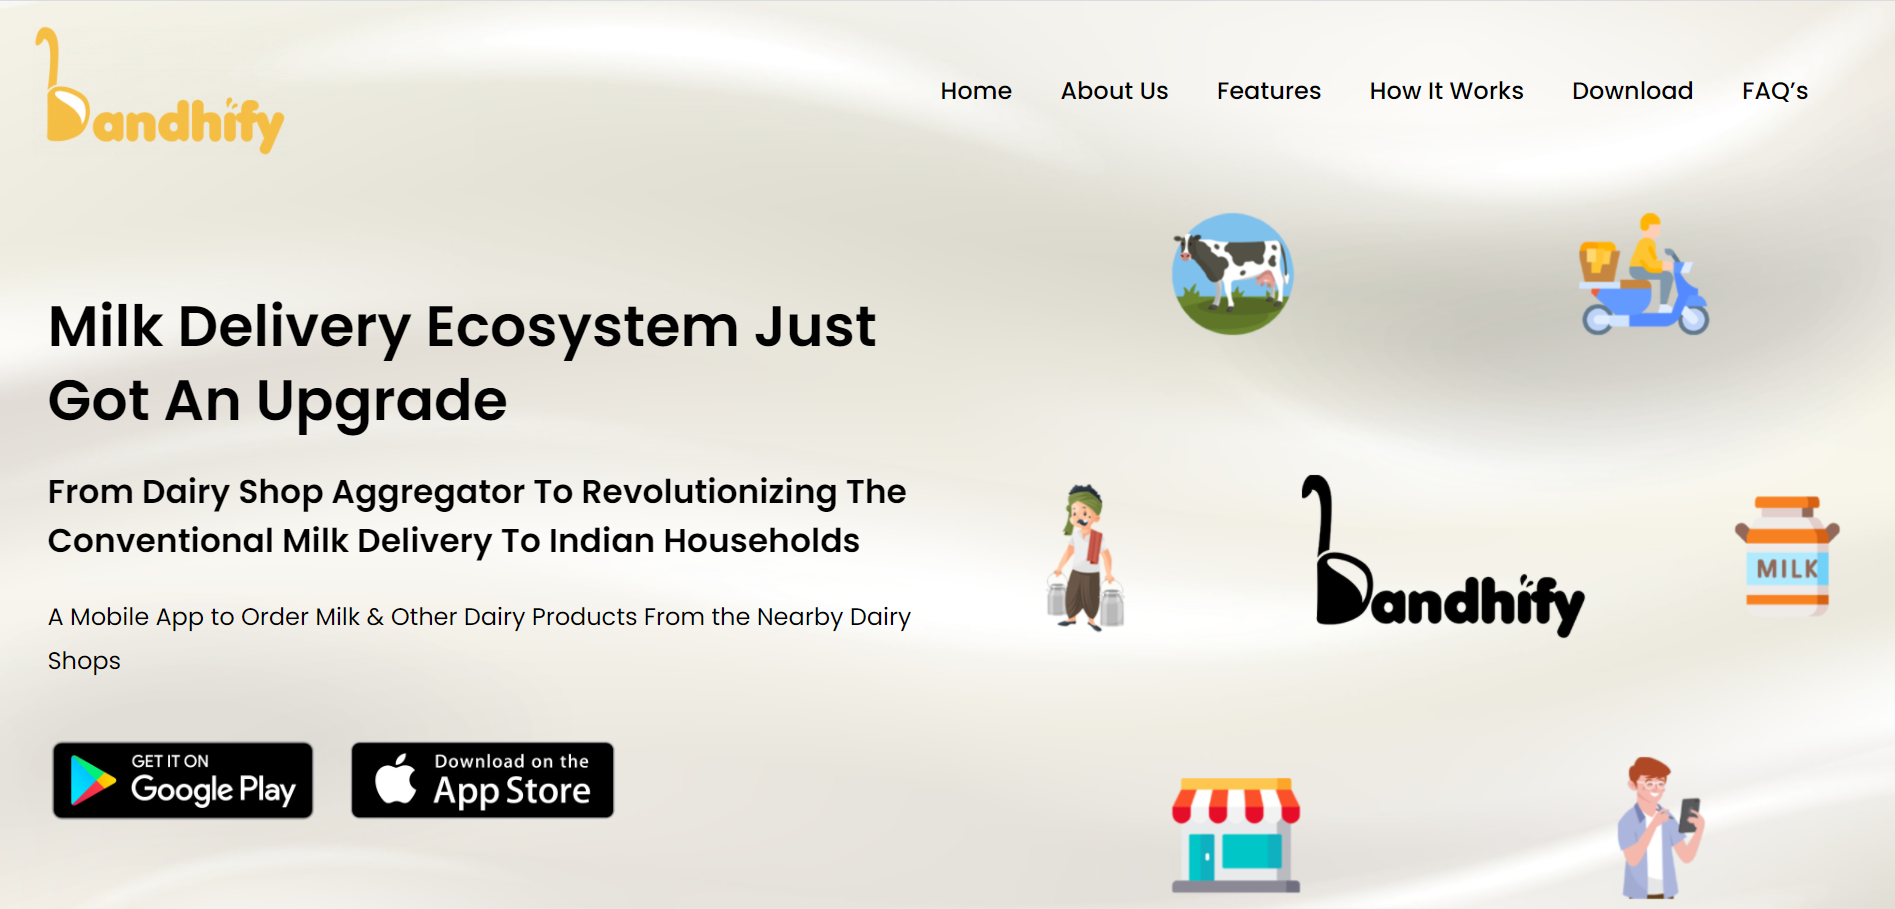 bandhify
Home About Us Features How It Works Download FAQ’s
Milk Delivery Ecosystem Just
Got An Upgrade
From Dairy Shop Aggregator To Revolutionizing The
Conventional Milk Delivery To Indian Households
A Mobile App to Order Milk & Other Dairy Products From the Nearby Dairy
Shops
GET IT ON
Google Play
Download on the
App Store
bandhify
MILK